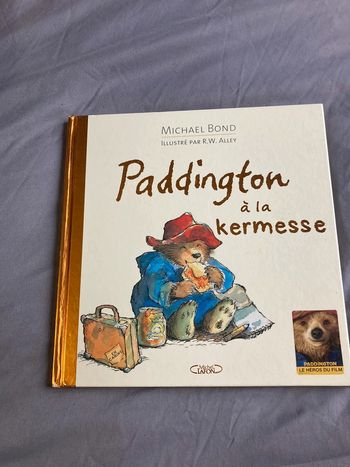 MICHAEL BOND
ILLUSTRÉ PAR R.W. ALLEY
Paddington
à la
kermesse
Michel
LAFON
PADDINGTON
LE HÉROS DU FILM